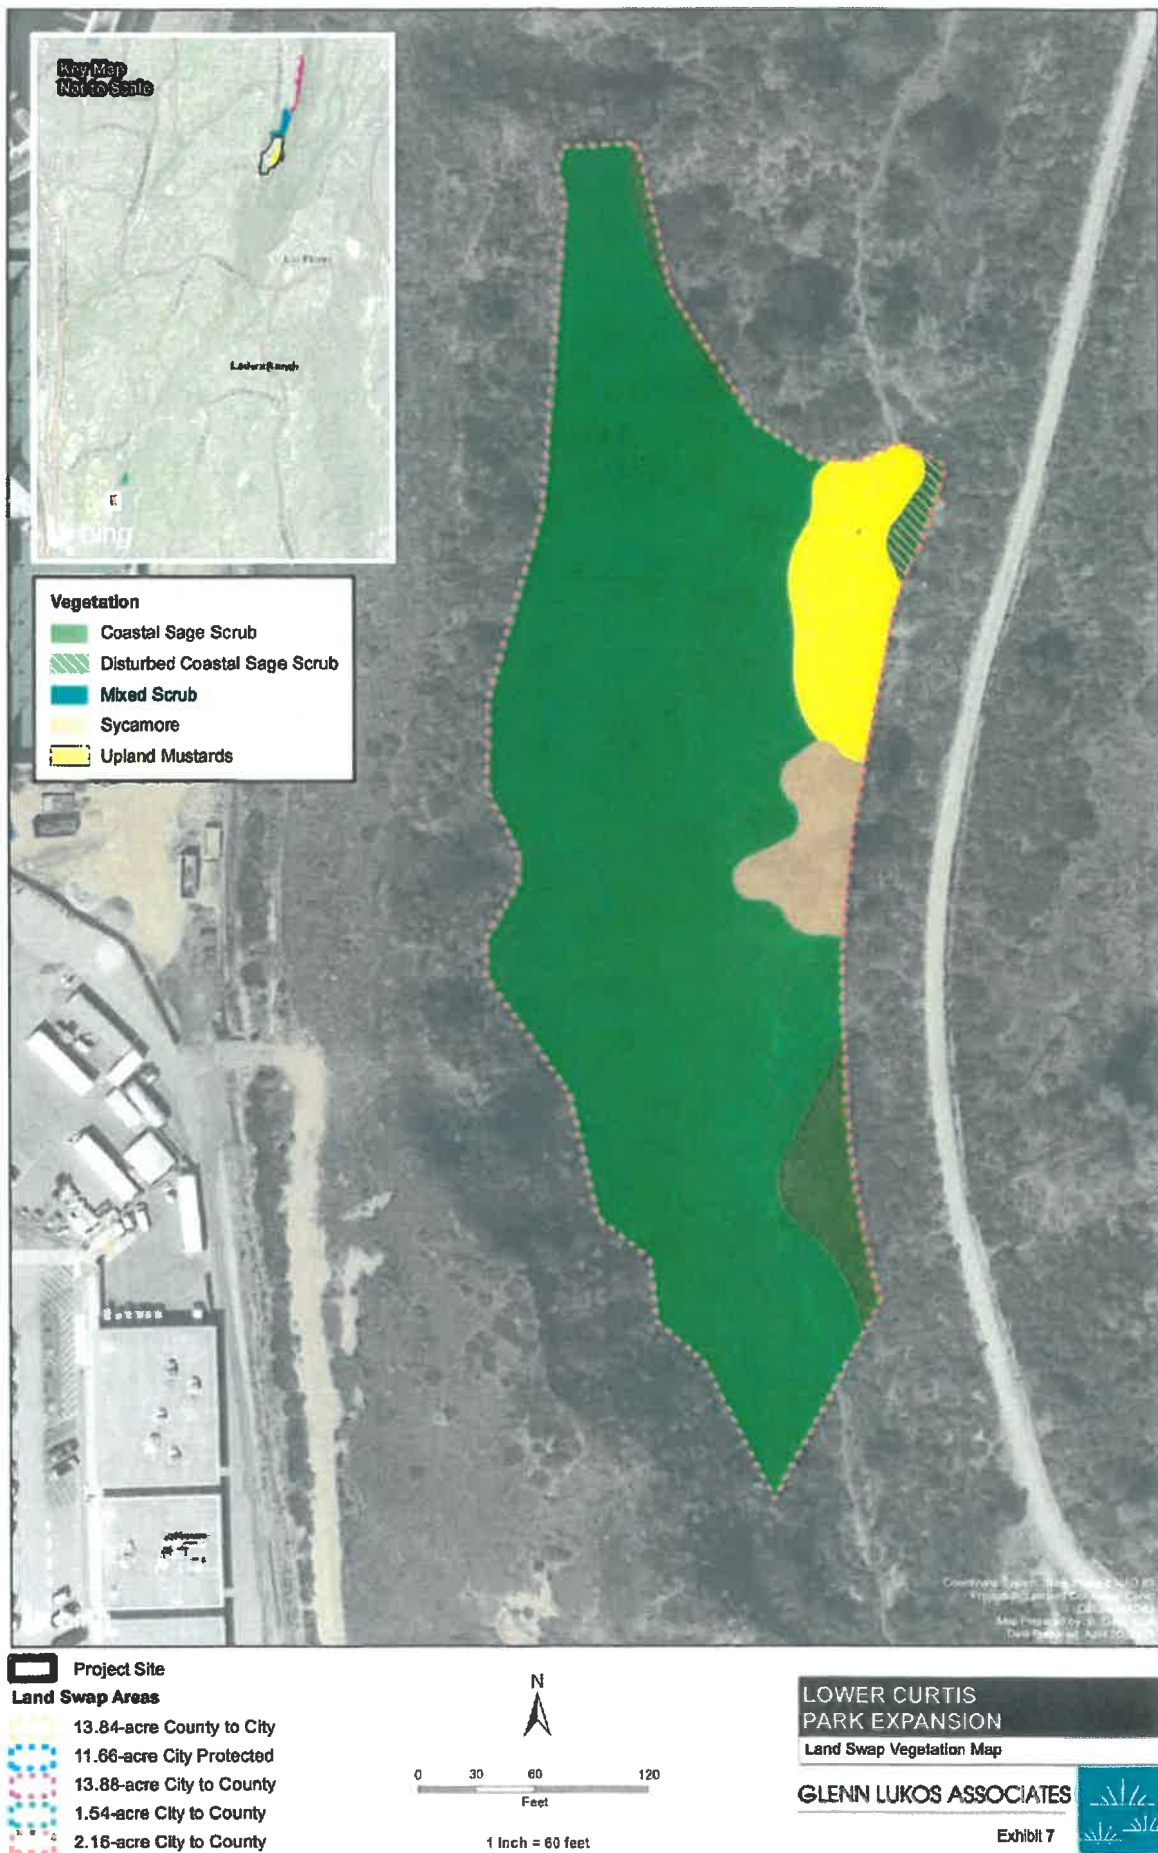 Key Map
Not to Scale
Las Flores
Ladera Ranch
bing
Vegetation
Coastal Sage Scrub
Disturbed Coastal Sage Scrub
Mixed Scrub
Sycamore
Upland Mustards
Project Site
Land Swap Areas
13.84-acre County to City
11.66-acre City Protected
13.88-acre City to County
1.54-acre City to County
2.16-acre City to County
N
0 30 60 120
Feet
1 inch = 60 feet
LOWER CURTIS
PARK EXPANSION
Land Swap Vegetation Map
GLENN LUKOS ASSOCIATES
Exhibit 7